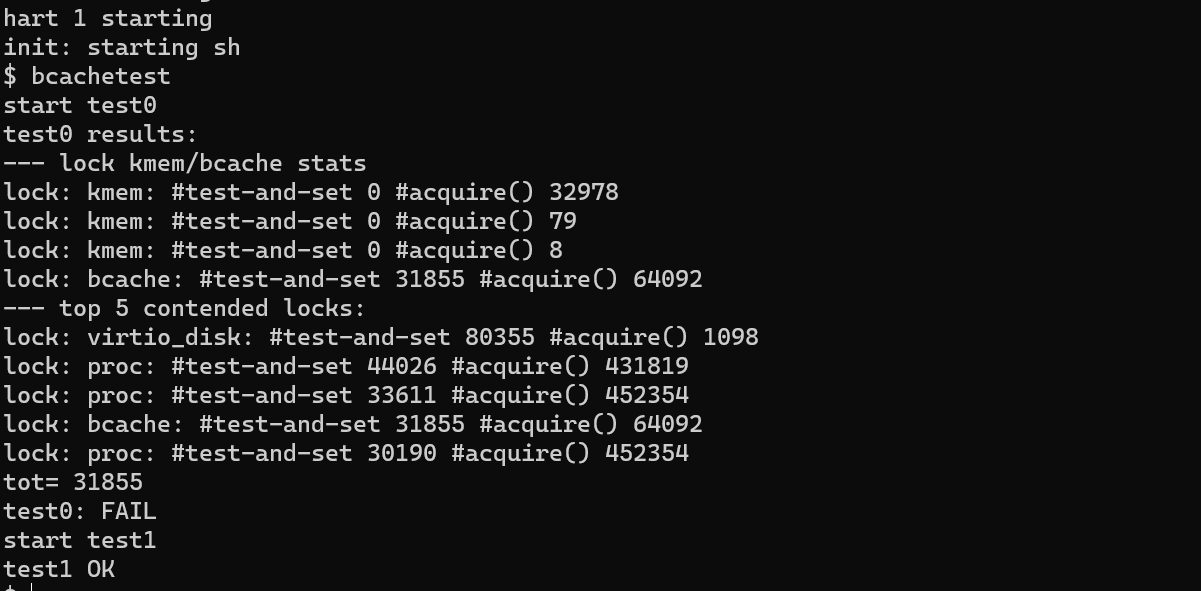 hart 1 starting
init: starting sh
$ bcachetest
start test0
test0 results:
--- lock kmem/bcache stats
lock: kmem: #test-and-set 0 #acquire() 32978
lock: kmem: #test-and-set 0 #acquire() 79
lock: kmem: #test-and-set 0 #acquire() 8
lock: bcache: #test-and-set 31855 #acquire() 64092
--- top 5 contended locks:
lock: virtio_disk: #test-and-set 80355 #acquire() 1098
lock: proc: #test-and-set 44026 #acquire() 431819
lock: proc: #test-and-set 33611 #acquire() 452354
lock: bcache: #test-and-set 31855 #acquire() 64092
lock: proc: #test-and-set 30190 #acquire() 452354
tot= 31855
test0: FAIL
start test1
test1 OK